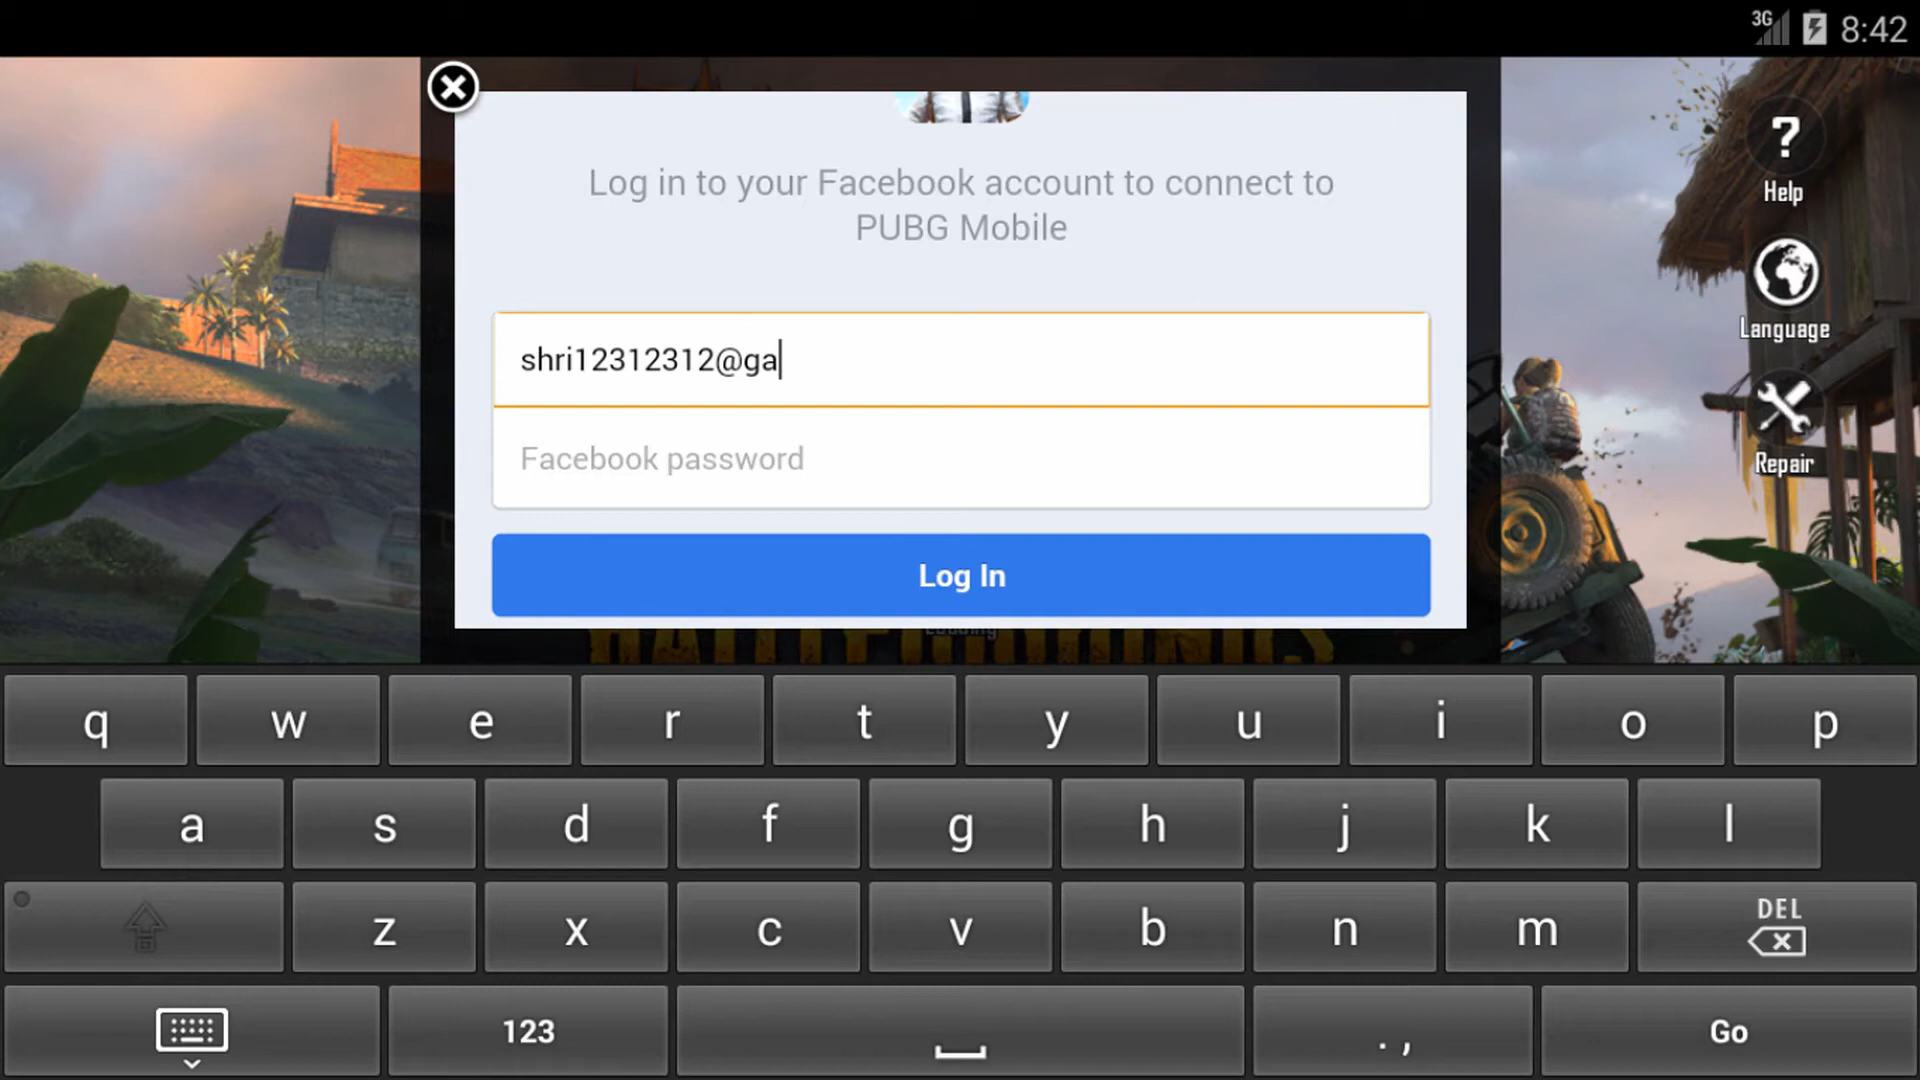 3G 8:42
Log in to your Facebook account to connect to
PUBG Mobile
shri12312312@ga
Facebook password
Log In
Loading
Help
Language
Repair
q w e r t y u i o p
a s d f g h j k l
z x c v b n m DEL
123 . , Go